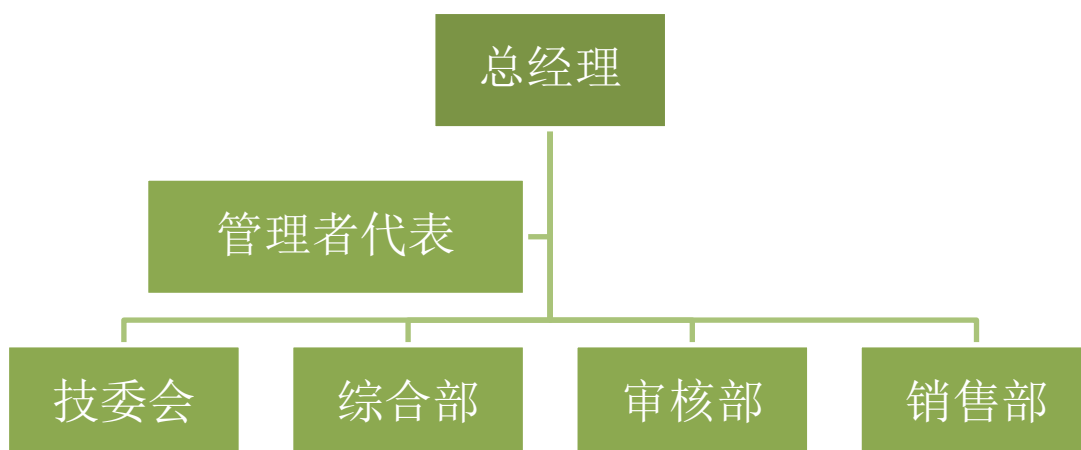 总经理
管理者代表
技委会
综合部
审核部
销售部